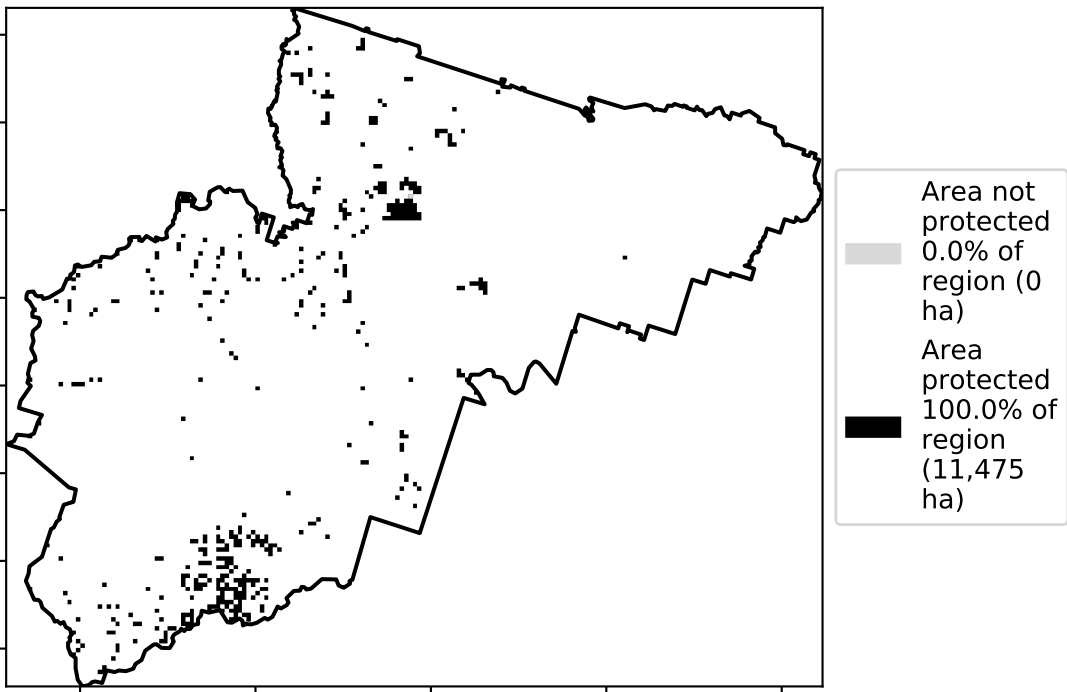 Area not
protected
0.0% of
region (0
ha)
Area
protected
100.0% of
region
(11,475
ha)